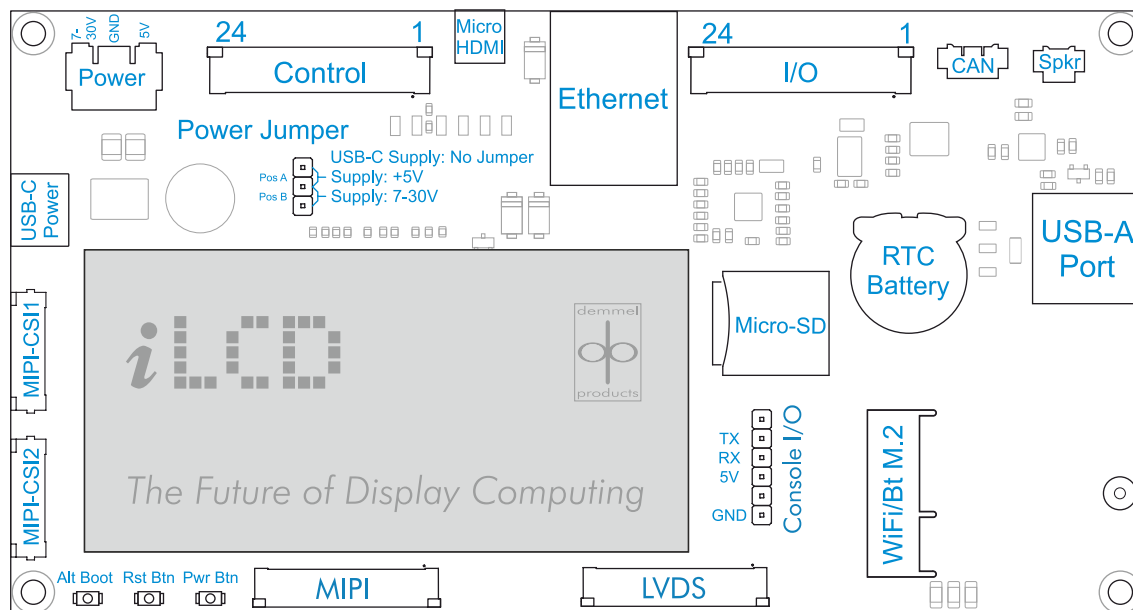 7-
30V
GND
5V
Power
24
1
Control
Micro
HDMI
Ethernet
24
1
I/O
CAN
Spkr
Power Jumper
USB-C Supply: No Jumper
Pos A
Supply: +5V
Pos B
Supply: 7-30V
USB-C
Power
USB-A
Port
RTC
Battery
Micro-SD
MIPI-CSI1
iLCD
demmel
dp
products
The Future of Display Computing
MIPI-CSI2
TX
RX
5V
GND
Console I/O
WiFi/Bt M.2
Alt Boot
Rst Btn
Pwr Btn
MIPI
LVDS